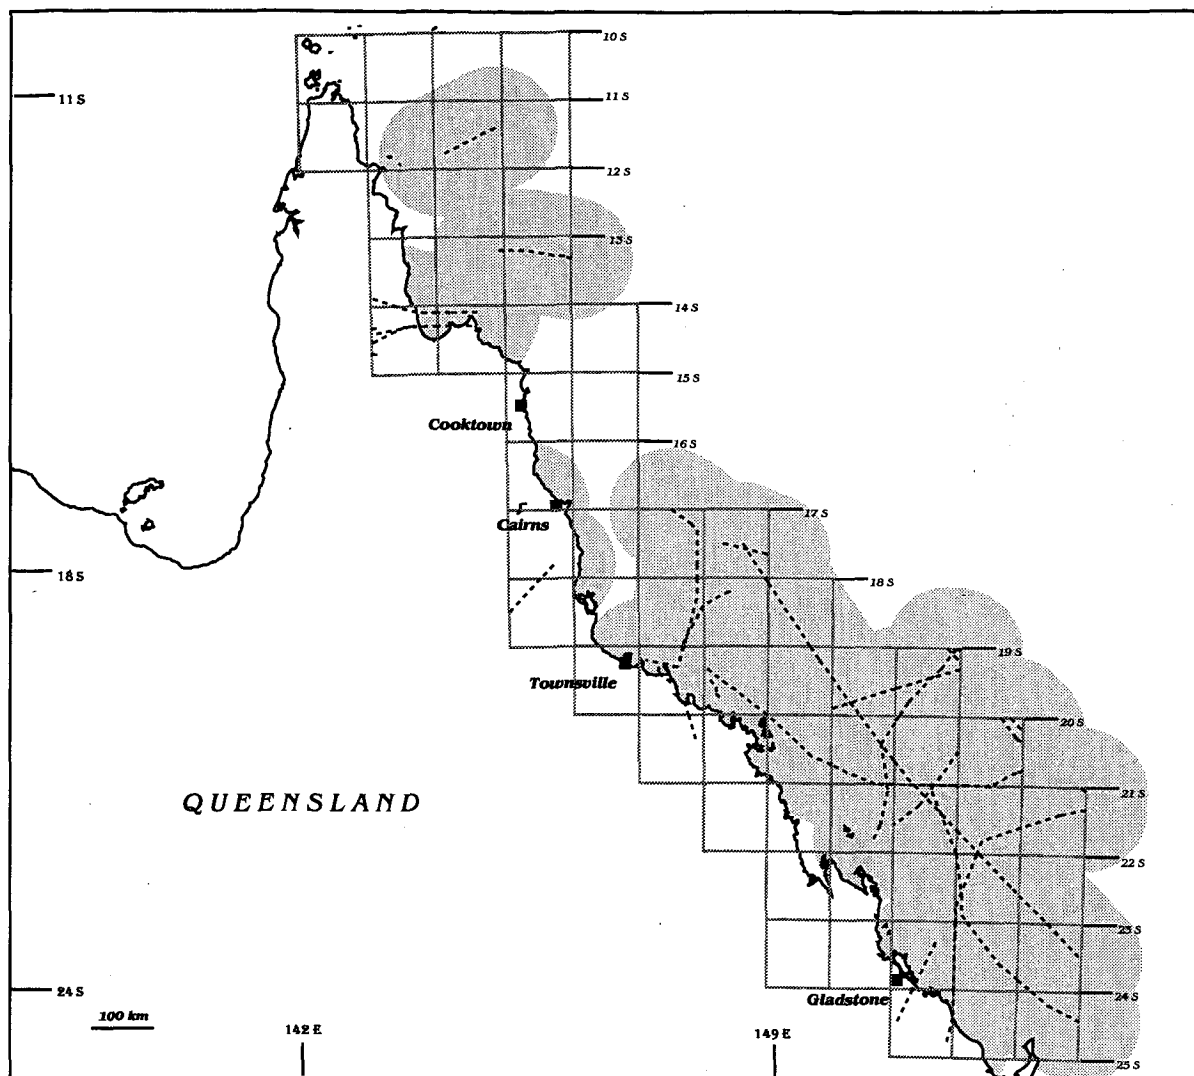 10 S
11 S
11 S
12 S
13 S
14 S
15 S
Cooktown
16 S
Cairns
17 S
18 S
18 S
19 S
Townsville
20 S
QUEENSLAND
21 S
22 S
23 S
24 S
Gladstone
24 S
100 km
142 E
149 E
25 S